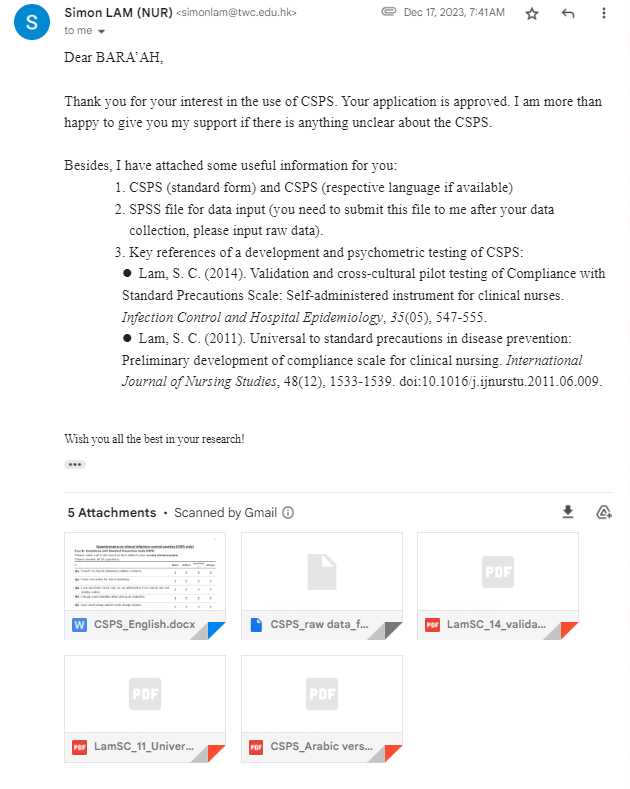 S
Simon LAM (NUR) <simonlam@twc.edu.hk>
Dec 17, 2023, 7:41AM
to me
Dear BARA’AH,
Thank you for your interest in the use of CSPS. Your application is approved. I am more than
happy to give you my support if there is anything unclear about the CSPS.
Besides, I have attached some useful information for you:
1. CSPS (standard form) and CSPS (respective language if available)
2. SPSS file for data input (you need to submit this file to me after your data
collection, please input raw data).
3. Key references of a development and psychometric testing of CSPS:
● Lam, S. C. (2014). Validation and cross-cultural pilot testing of Compliance with
Standard Precautions Scale: Self-administered instrument for clinical nurses.
Infection Control and Hospital Epidemiology, 35(05), 547-555.
● Lam, S. C. (2011). Universal to standard precautions in disease prevention:
Preliminary development of compliance scale for clinical nursing. International
Journal of Nursing Studies, 48(12), 1533-1539. doi:10.1016/j.ijnurstu.2011.06.009.
Wish you all the best in your research!
5 Attachments • Scanned by Gmail
PDF
W CSPS_English.docx
CSPS_raw data_f...
PDF LamSC_14_valida...
PDF
PDF
PDF LamSC_11_Univer...
PDF CSPS_Arabic vers...